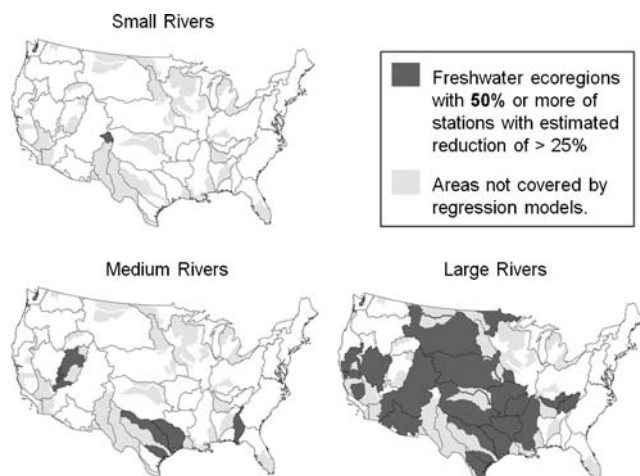 Small Rivers
Freshwater ecoregions
with 50% or more of
stations with estimated
reduction of > 25%
Areas not covered by
regression models.
Medium Rivers
Large Rivers